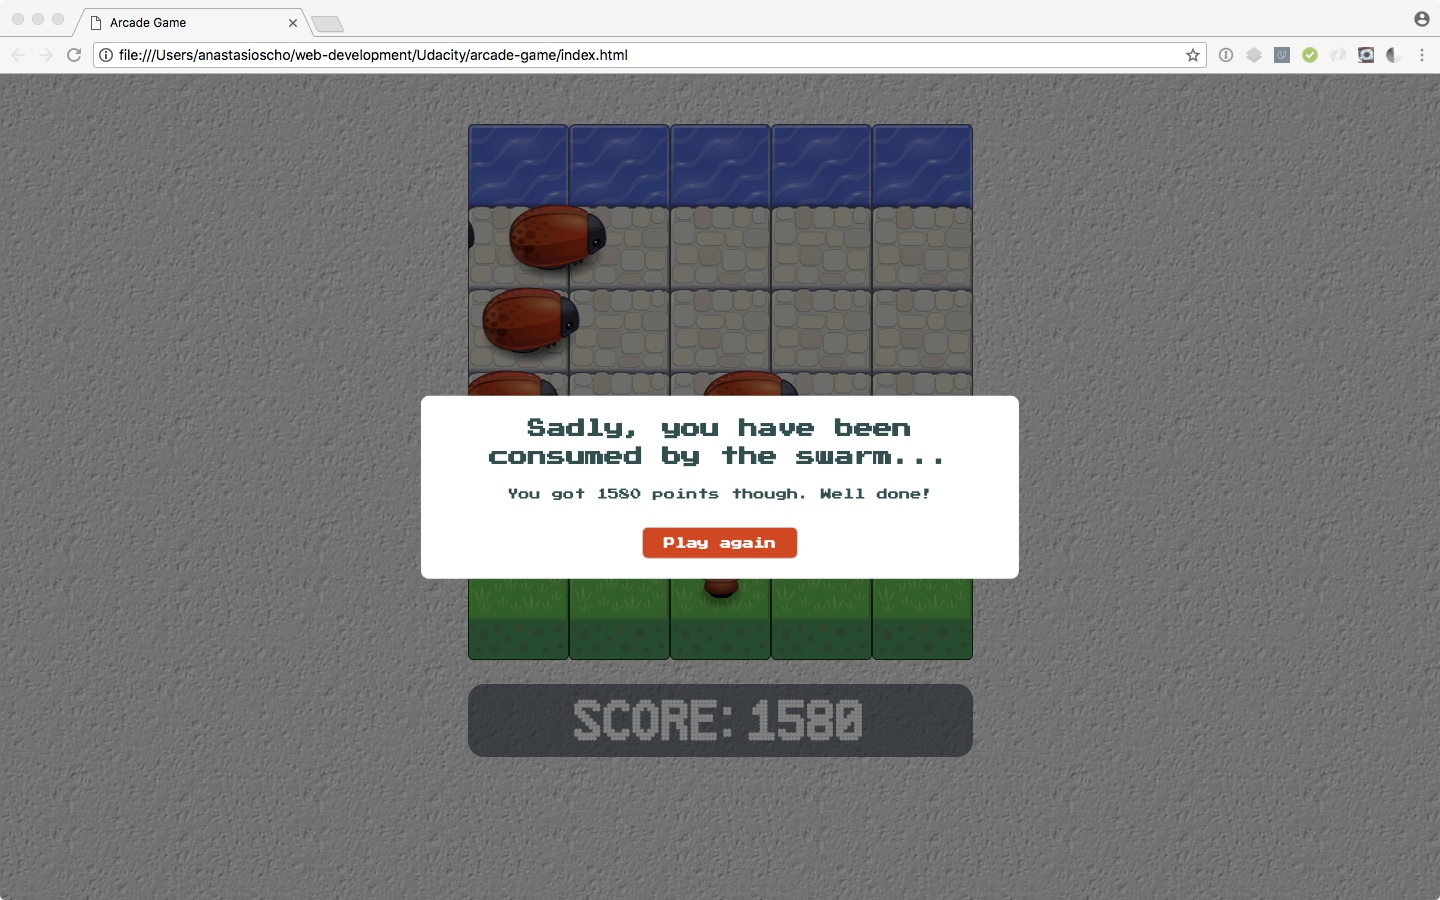 Arcade Game
file:///Users/anastasioscho/web-development/Udacity/arcade-game/index.html
Sadly, you have been
consumed by the swarm...
You got 1580 points though. Well done!
Play again
SCORE: 1580